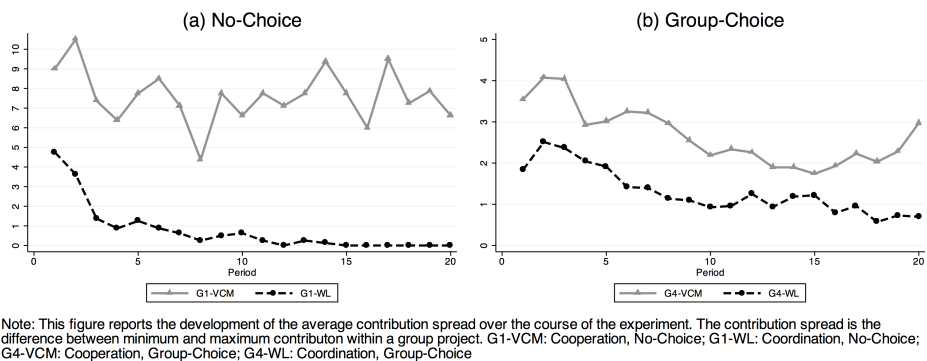 (a) No-Choice
(b) Group-Choice
10
9
8
7
6
5
4
3
2
1
0
0
5
10
15
20
Period
G1-VCM
G1-WL
5
4
3
2
1
0
0
5
10
15
20
Period
G4-VCM
G4-WL
Note: This figure reports the development of the average contribution spread over the course of the experiment. The contribution spread is the
difference between minimum and maximum contributon within a group project. G1-VCM: Cooperation, No-Choice; G1-WL: Coordination, No-Choice;
G4-VCM: Cooperation, Group-Choice; G4-WL: Coordination, Group-Choice